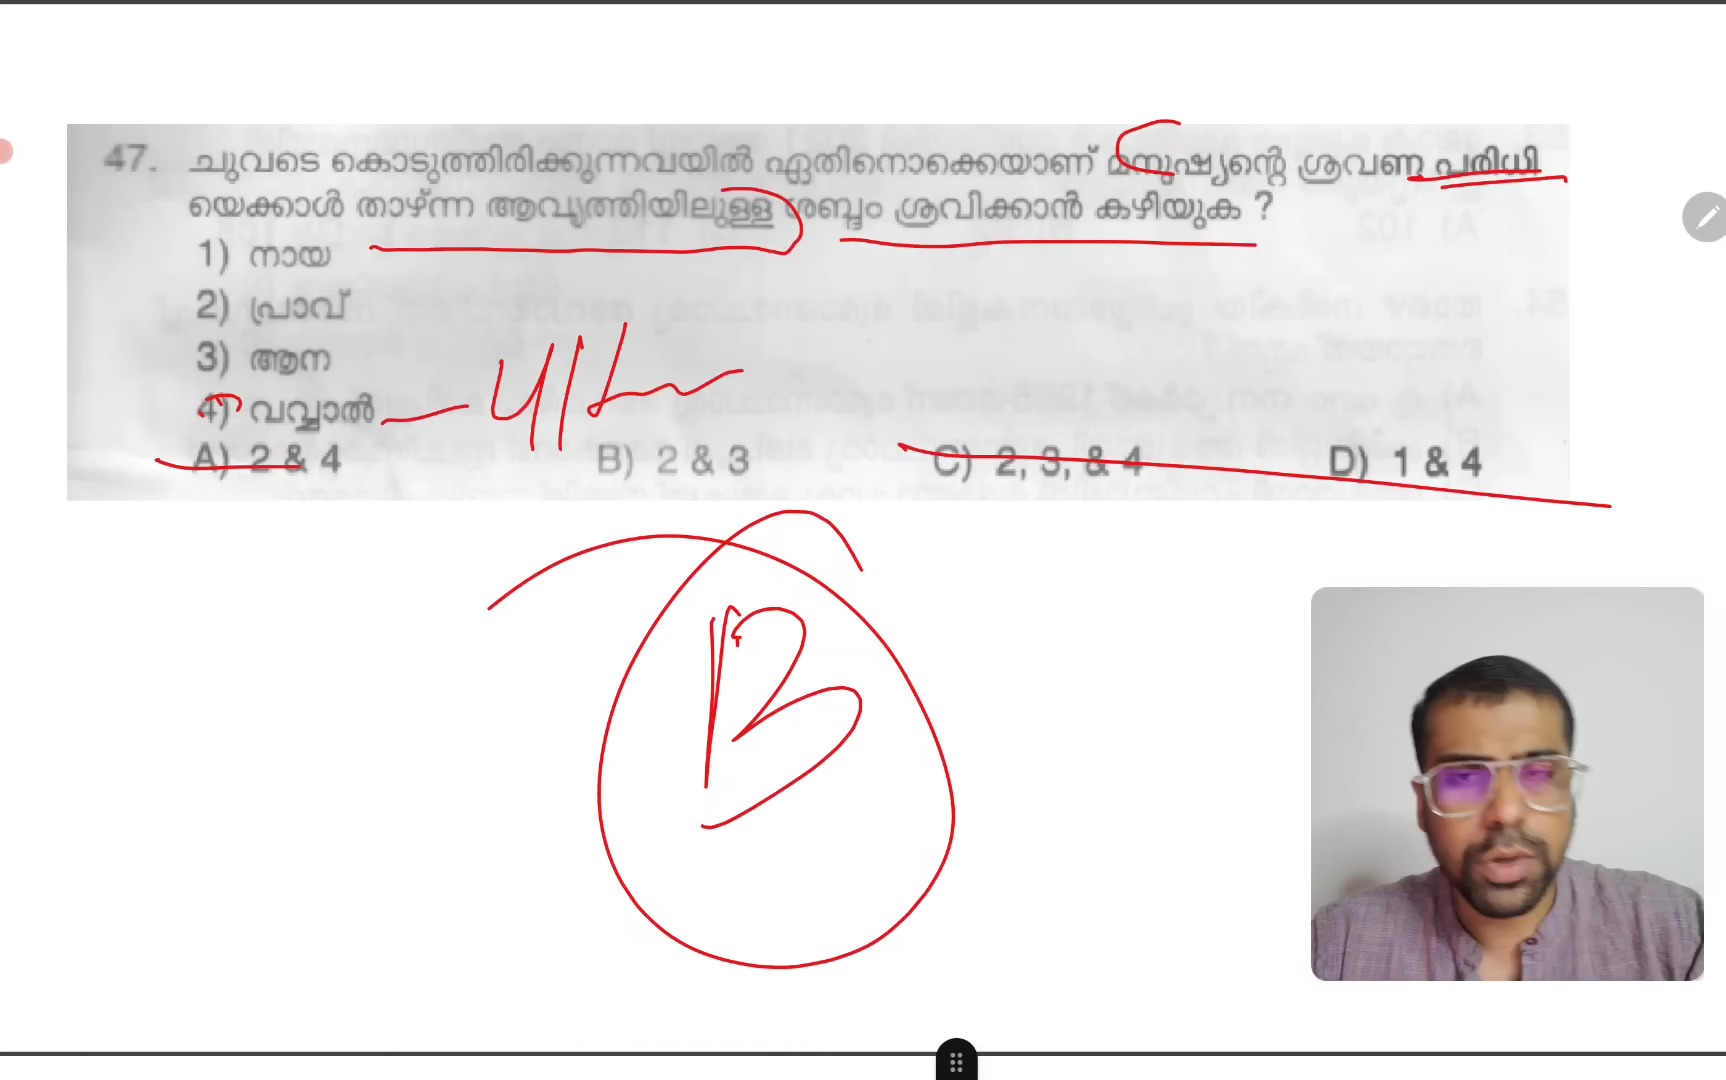 47. ചുവടെ കൊടുത്തിരിക്കുന്നവയിൽ ഏതിനൊക്കെയാണ് മനുഷ്യന്റെ ശ്രവണ പരിധി
യെക്കാൾ താഴ്ന്ന ആവൃത്തിയിലുള്ള ശബ്ദം ശ്രവിക്കാൻ കഴിയുക ?
1) നായ
2) പ്രാവ്
3) ആന
4) വവ്വാൽ
A) 2 & 4 B) 2 & 3 C) 2, 3, & 4 D) 1 & 4
B